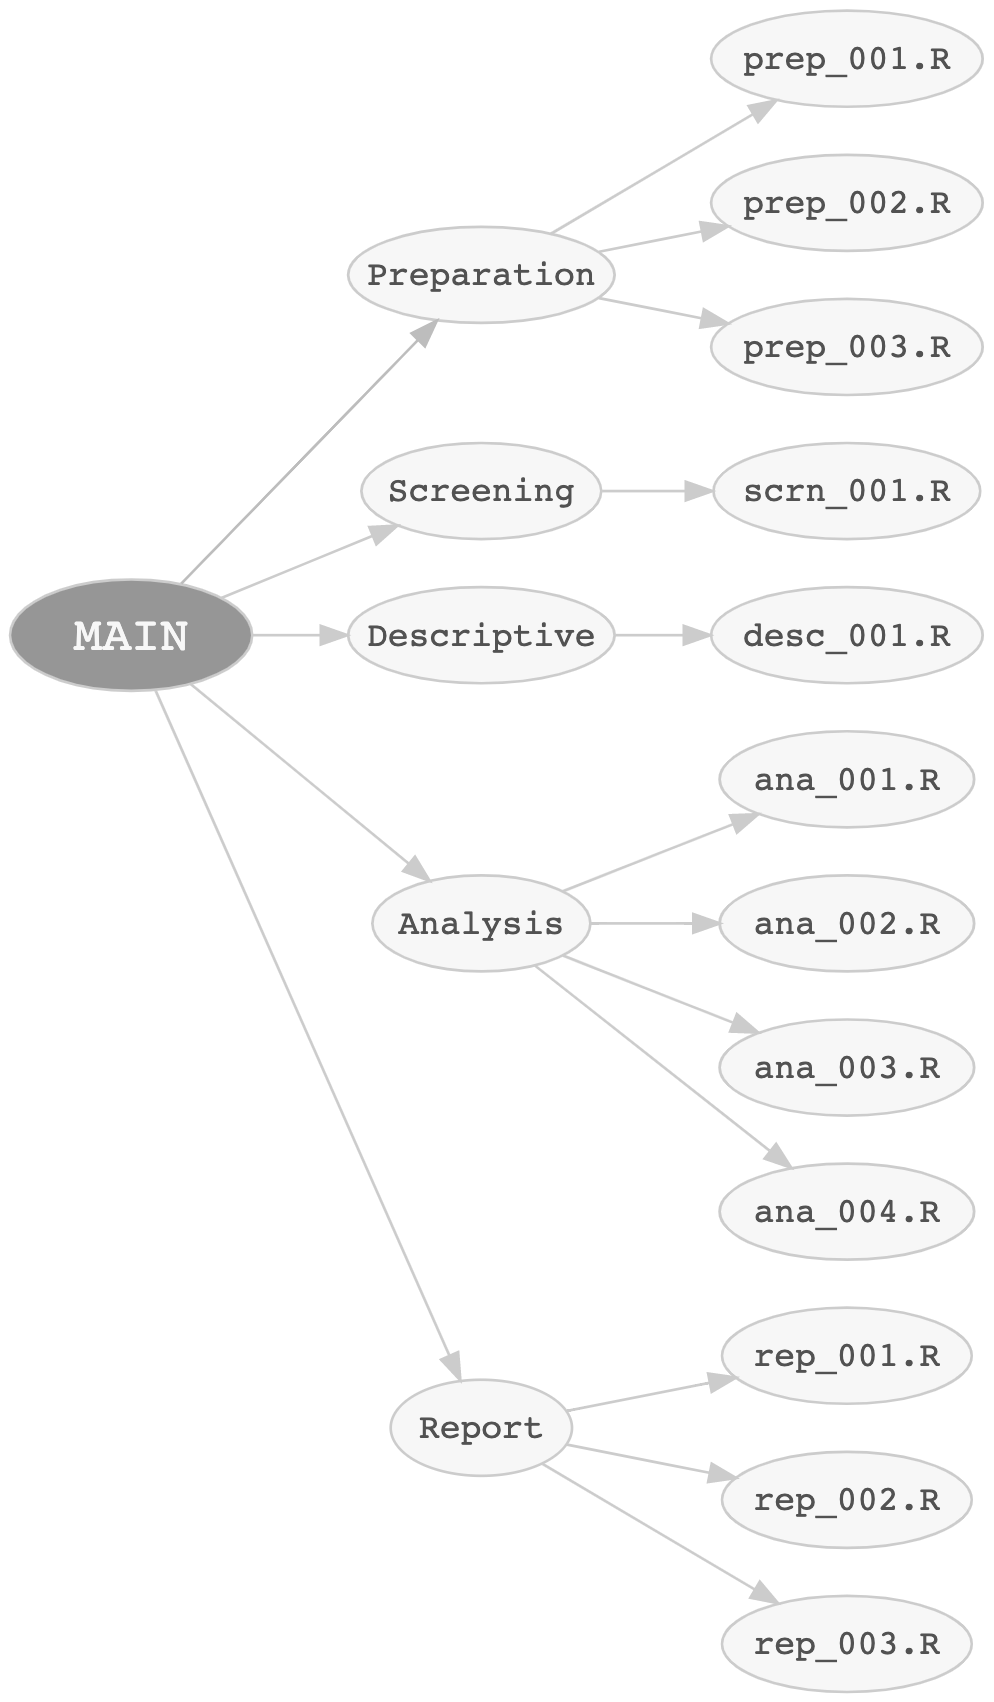 MAIN
Preparation
prep_001.R
prep_002.R
prep_003.R
Screening
scrn_001.R
Descriptive
desc_001.R
Analysis
ana_001.R
ana_002.R
ana_003.R
ana_004.R
Report
rep_001.R
rep_002.R
rep_003.R